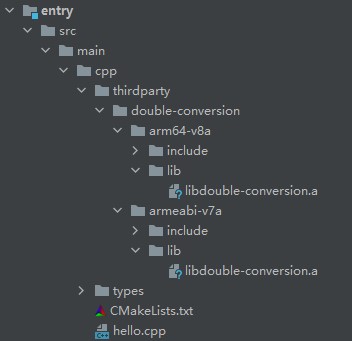 entry
src
main
cpp
thirdparty
double-conversion
arm64-v8a
include
lib
libdouble-conversion.a
armeabi-v7a
include
lib
libdouble-conversion.a
types
CMakeLists.txt
hello.cpp